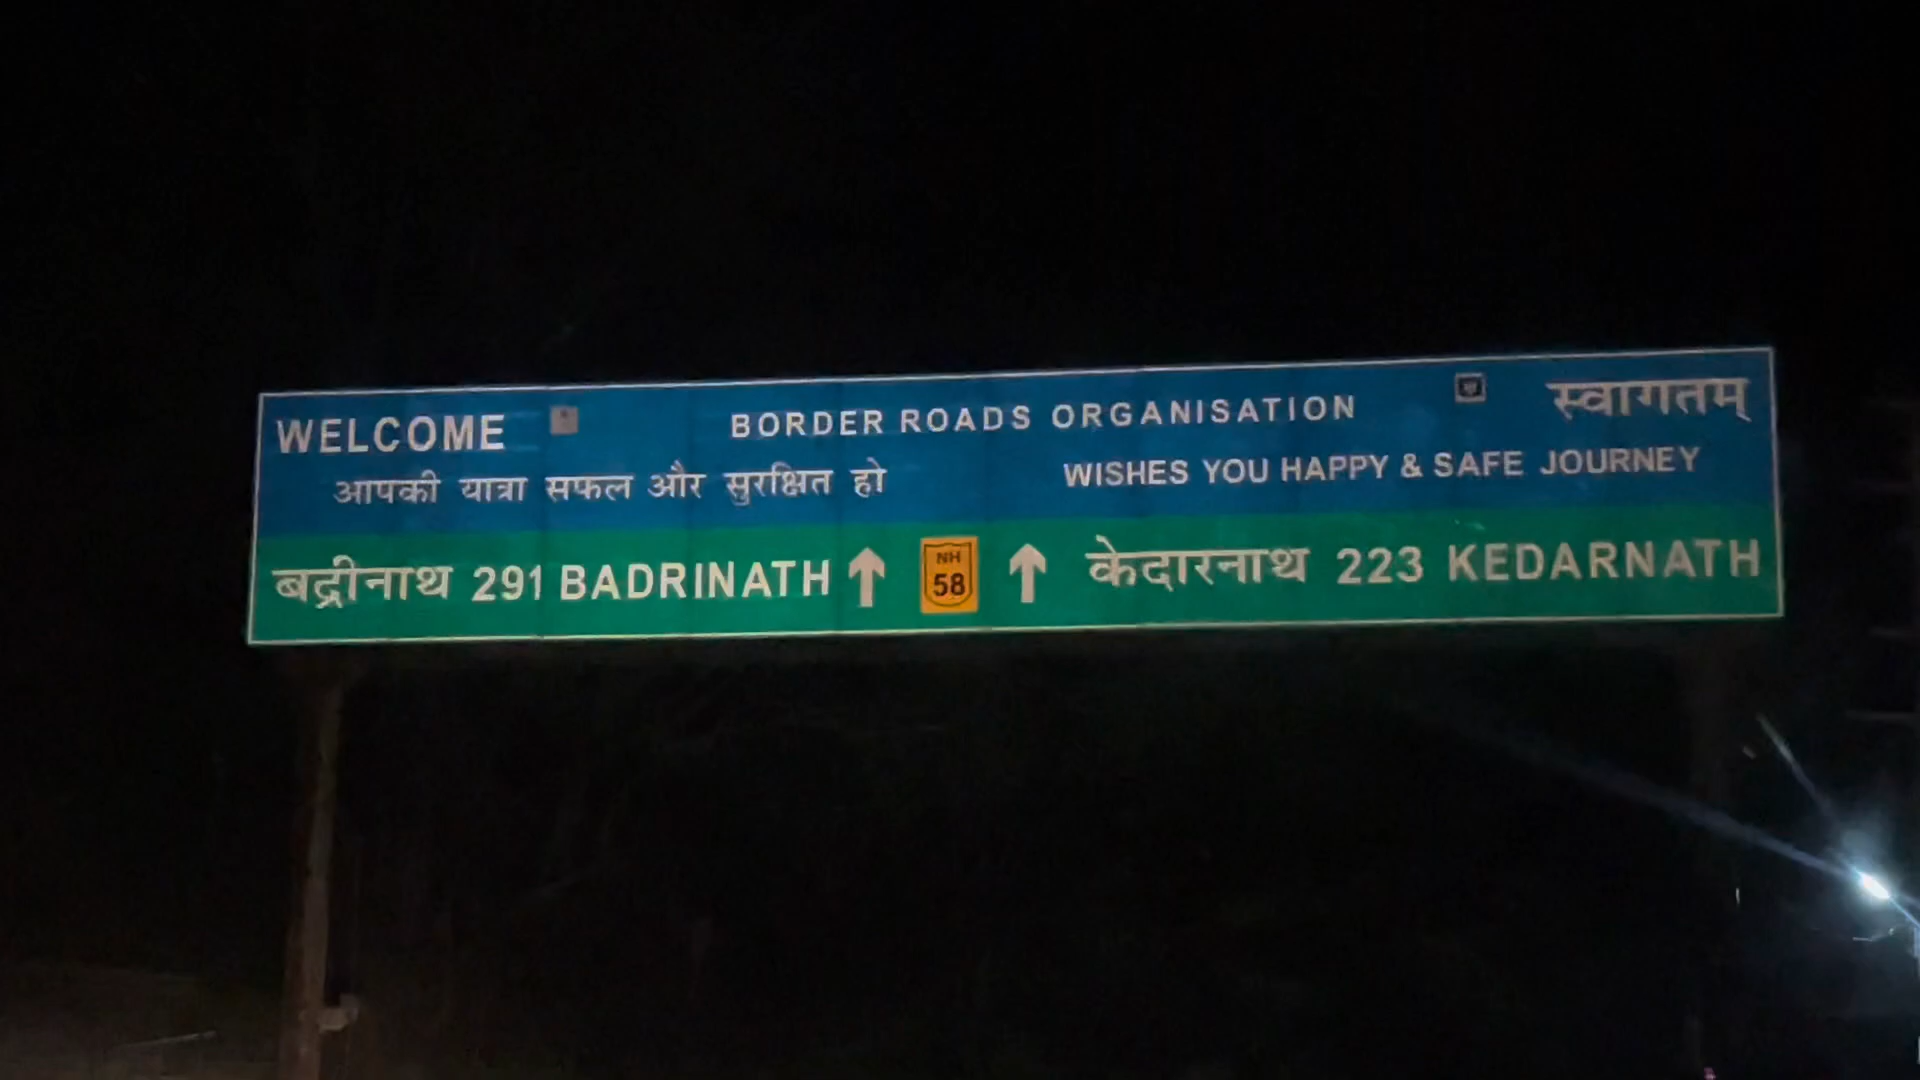 WELCOME BORDER ROADS ORGANISATION स्वागतम्
आपकी यात्रा सफल और सुरक्षित हो WISHES YOU HAPPY & SAFE JOURNEY
बद्रीनाथ 291 BADRINATH NH 58 केदारनाथ 223 KEDARNATH